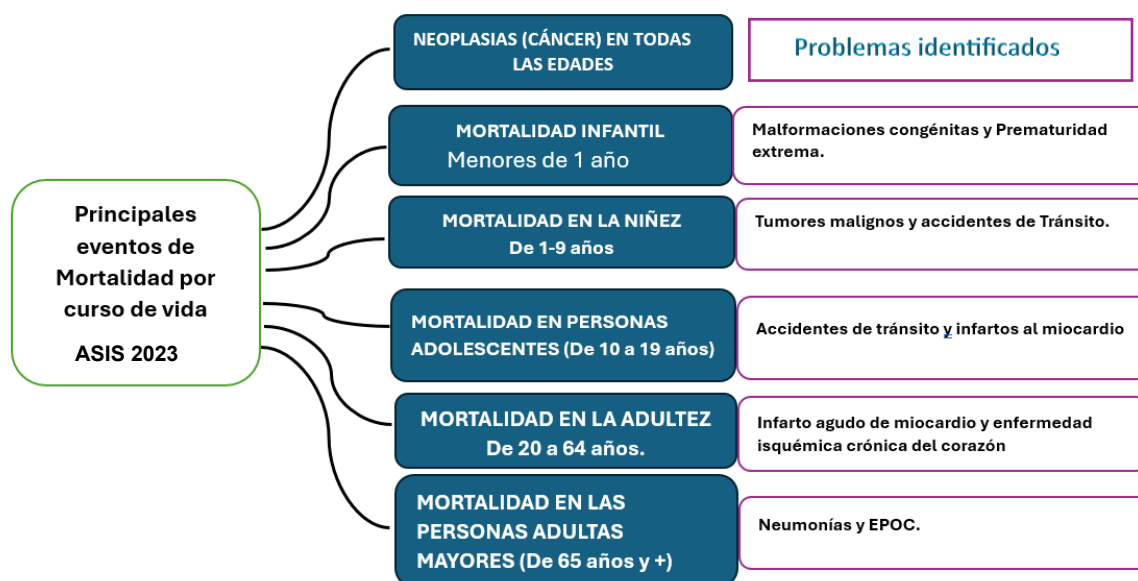 Principales
eventos de
Mortalidad por
curso de vida
ASIS 2023
NEOPLASIAS (CÁNCER) EN TODAS
LAS EDADES
Problemas identificados
MORTALIDAD INFANTIL
Menores de 1 año
Malformaciones congénitas y Prematuridad
extrema.
MORTALIDAD EN LA NIÑEZ
De 1-9 años
Tumores malignos y accidentes de Tránsito.
MORTALIDAD EN PERSONAS
ADOLESCENTES (De 10 a 19 años)
Accidentes de tránsito y infartos al miocardio
MORTALIDAD EN LA ADULTEZ
De 20 a 64 años.
Infarto agudo de miocardio y enfermedad
isquémica crónica del corazón
MORTALIDAD EN LAS
PERSONAS ADULTAS
MAYORES (De 65 años y +)
Neumonías y EPOC.